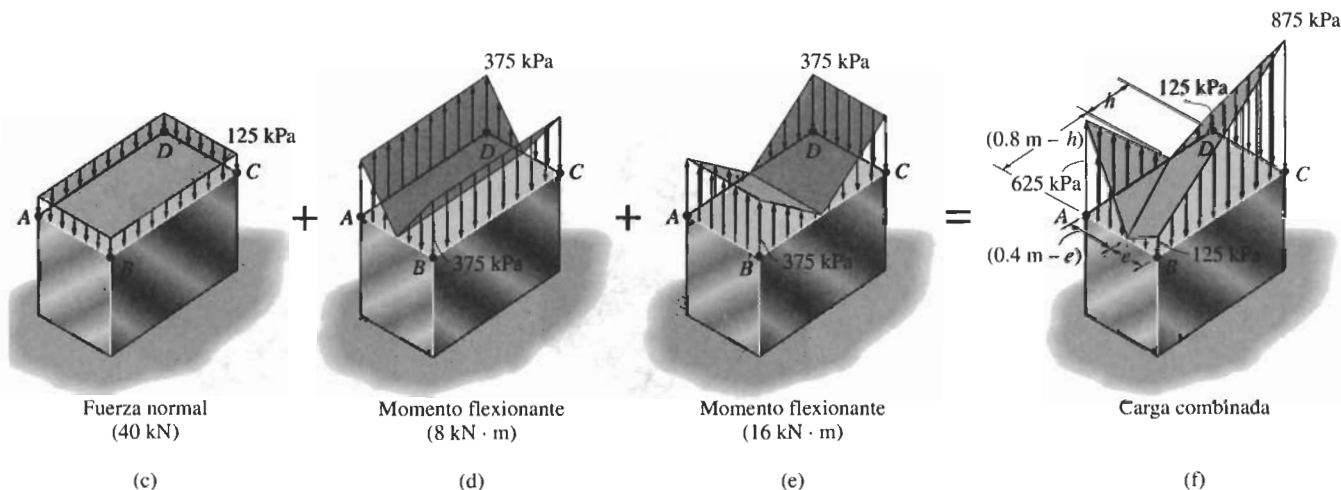 125 kPa
A
B
C
D
Fuerza normal
(40 kN)
(c)
+
375 kPa
A
B
C
D
375 kPa
Momento flexionante
(8 kN · m)
(d)
+
375 kPa
A
B
C
D
375 kPa
Momento flexionante
(16 kN · m)
(e)
=
875 kPa
125 kPa
h
(0.8 m – h)
625 kPa
A
B
C
D
(0.4 m – e)
e
125 kPa
Carga combinada
(f)